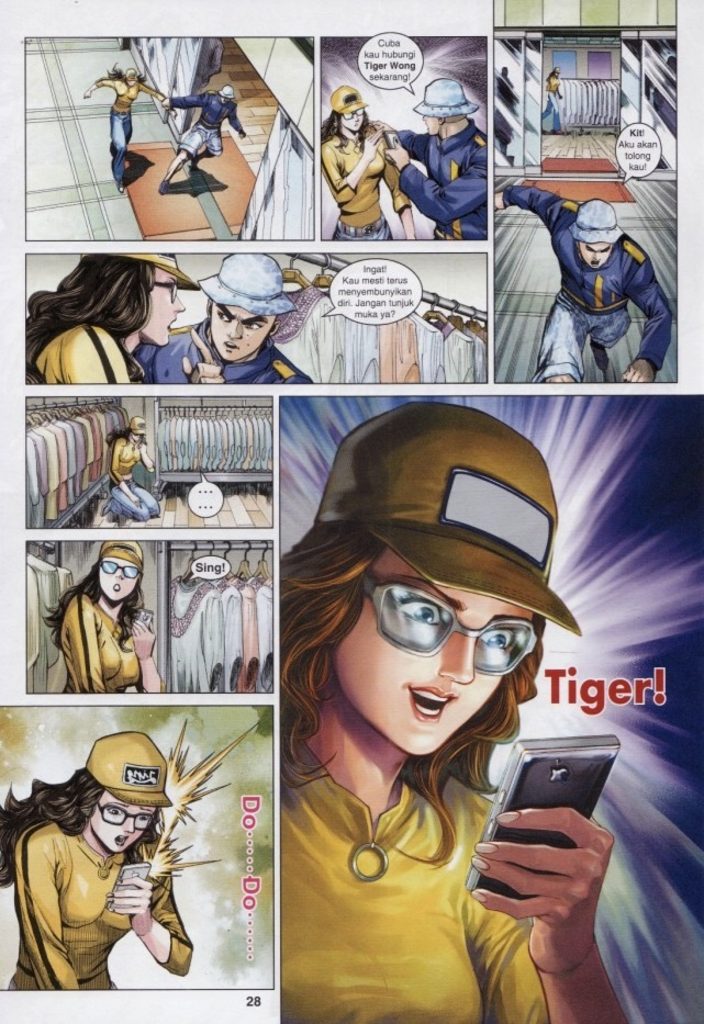 Cuba
kau hubungi
Tiger Wong
sekarang!
Kit!
Aku akan
tolong
kau!
Ingat!
Kau mesti terus
menyembunyikan
diri. Jangan tunjuk
muka ya?
...
...
Sing!
Tiger!
Do......Do......
28